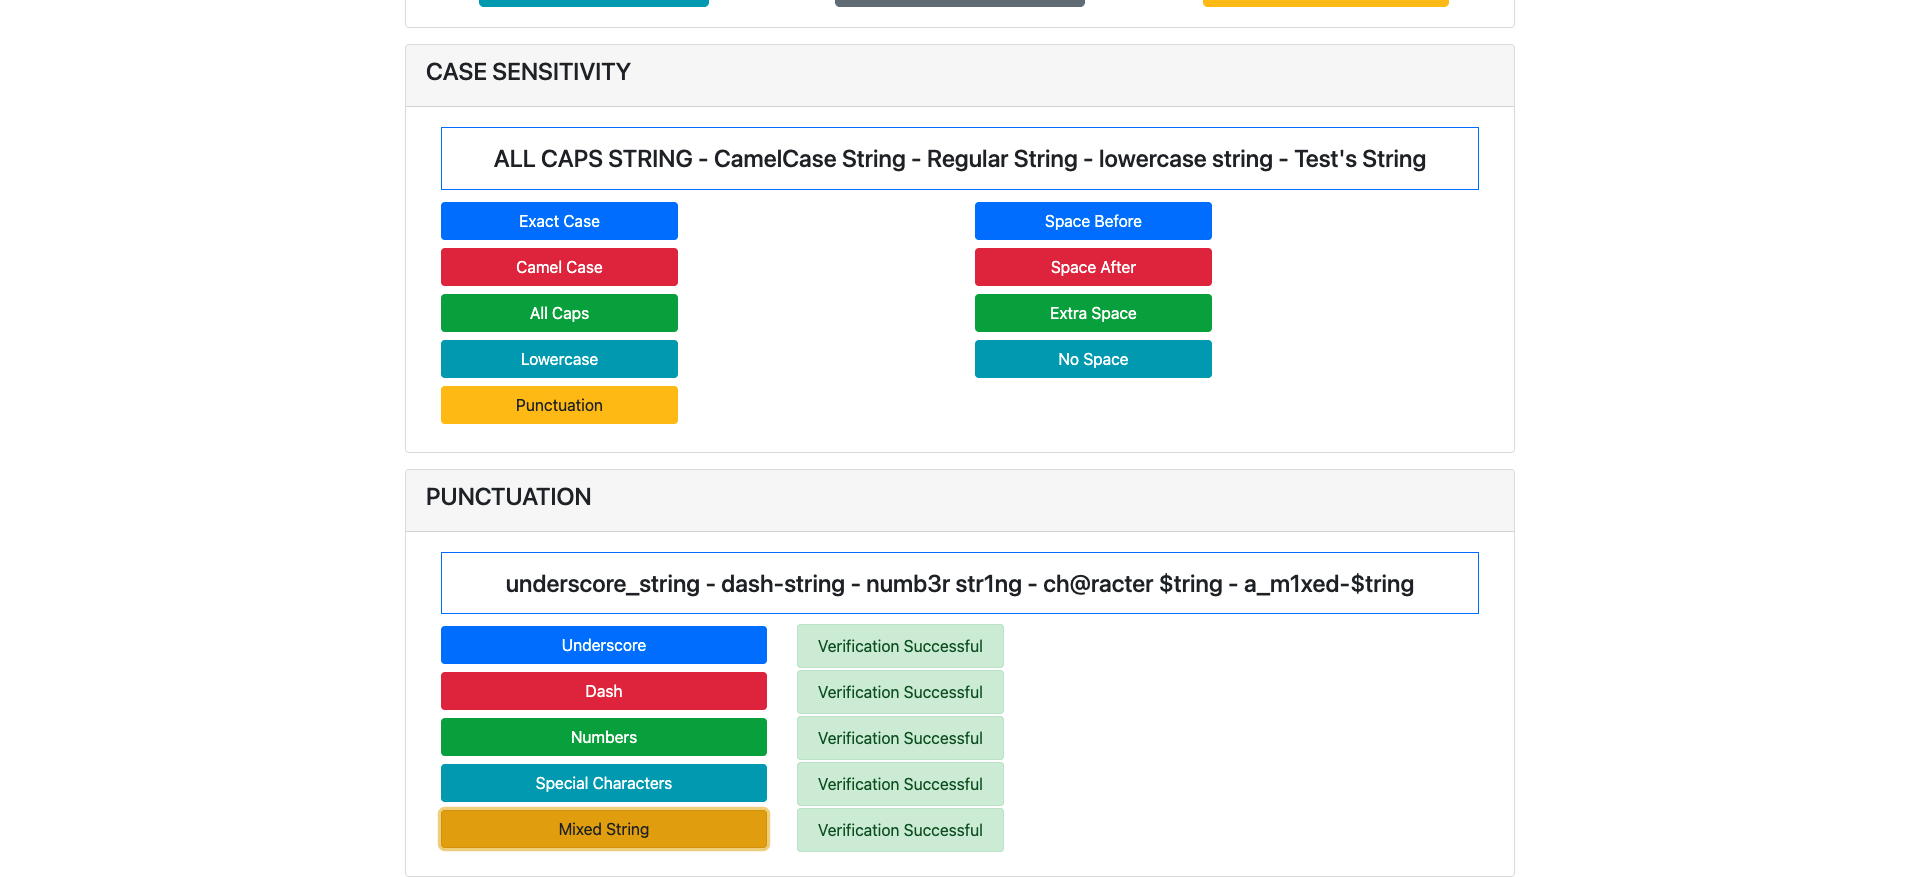 CASE SENSITIVITY
ALL CAPS STRING - CamelCase String - Regular String - lowercase string - Test's String
Exact Case
Space Before
Camel Case
Space After
All Caps
Extra Space
Lowercase
No Space
Punctuation
PUNCTUATION
underscore_string - dash-string - numb3r str1ng - ch@racter $tring - a_m1xed-$tring
Underscore
Verification Successful
Dash
Verification Successful
Numbers
Verification Successful
Special Characters
Verification Successful
Mixed String
Verification Successful